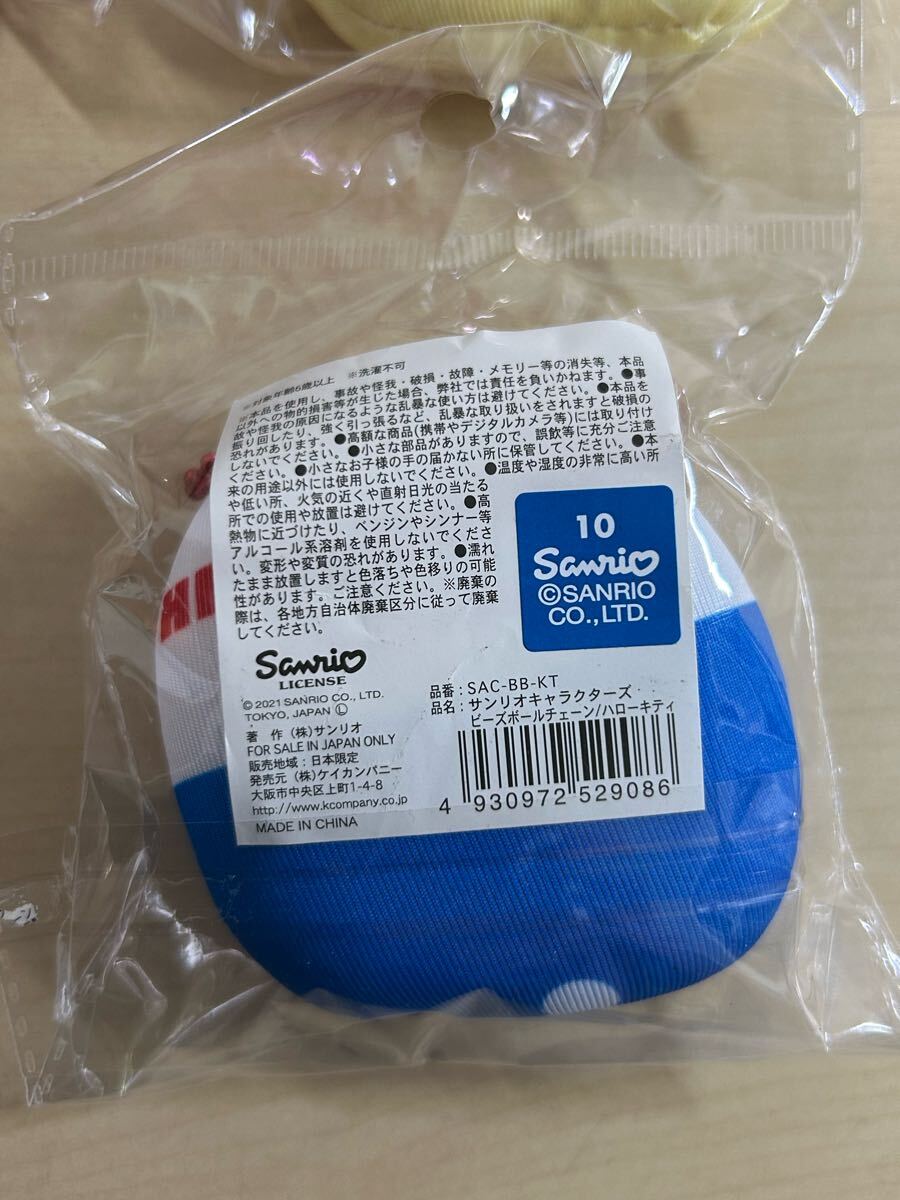 ※対象年齢6歳以上　※洗濯不可
※本品を使用し、事故や怪我・破損・故障・メモリー等の消失等、本品
以外への物的損害等が生じた場合、弊社では責任を負いかねます。●事
故や怪我の原因になるような乱暴な使い方は避けてください。●本品を
振り回したり、強く引っ張るなど、乱暴な取り扱いをされますと破損の
恐れがあります。●高額な商品(携帯やデジタルカメラ等)には取り付け
しないでください。●小さな部品がありますので、誤飲等に充分ご注意
ください。●小さなお子様の手の届かない所に保管してください。●本
来の用途以外には使用しないでください。●温度や湿度の非常に高い所
や低い所、火気の近くや直射日光の当たる
所での使用や放置は避けてください。●高
熱物に近づけたり、ベンジンやシンナー等
アルコール系溶剤を使用しないでくださ
い。変形や変質の恐れがあります。●濡れ
たまま放置しますと色落ちや色移りの可能
性があります。ご注意ください。※廃棄の
際は、各地方自治体廃棄区分に従って廃棄
してください。
10
Sanrio
©SANRIO
CO.,LTD.
Sanrio
LICENSE
©2021 SANRIO CO., LTD.
TOKYO, JAPAN Ⓛ
著　作 (株)サンリオ
FOR SALE IN JAPAN ONLY
販売地域：日本限定
発売元 (株)ケイカンパニー
大阪市中央区上町1-4-8
http://www.kcompany.co.jp
MADE IN CHINA
品番：SAC-BB-KT
品名：サンリオキャラクターズ
ビーズボールチェーン/ハローキティ
4 930972 529086